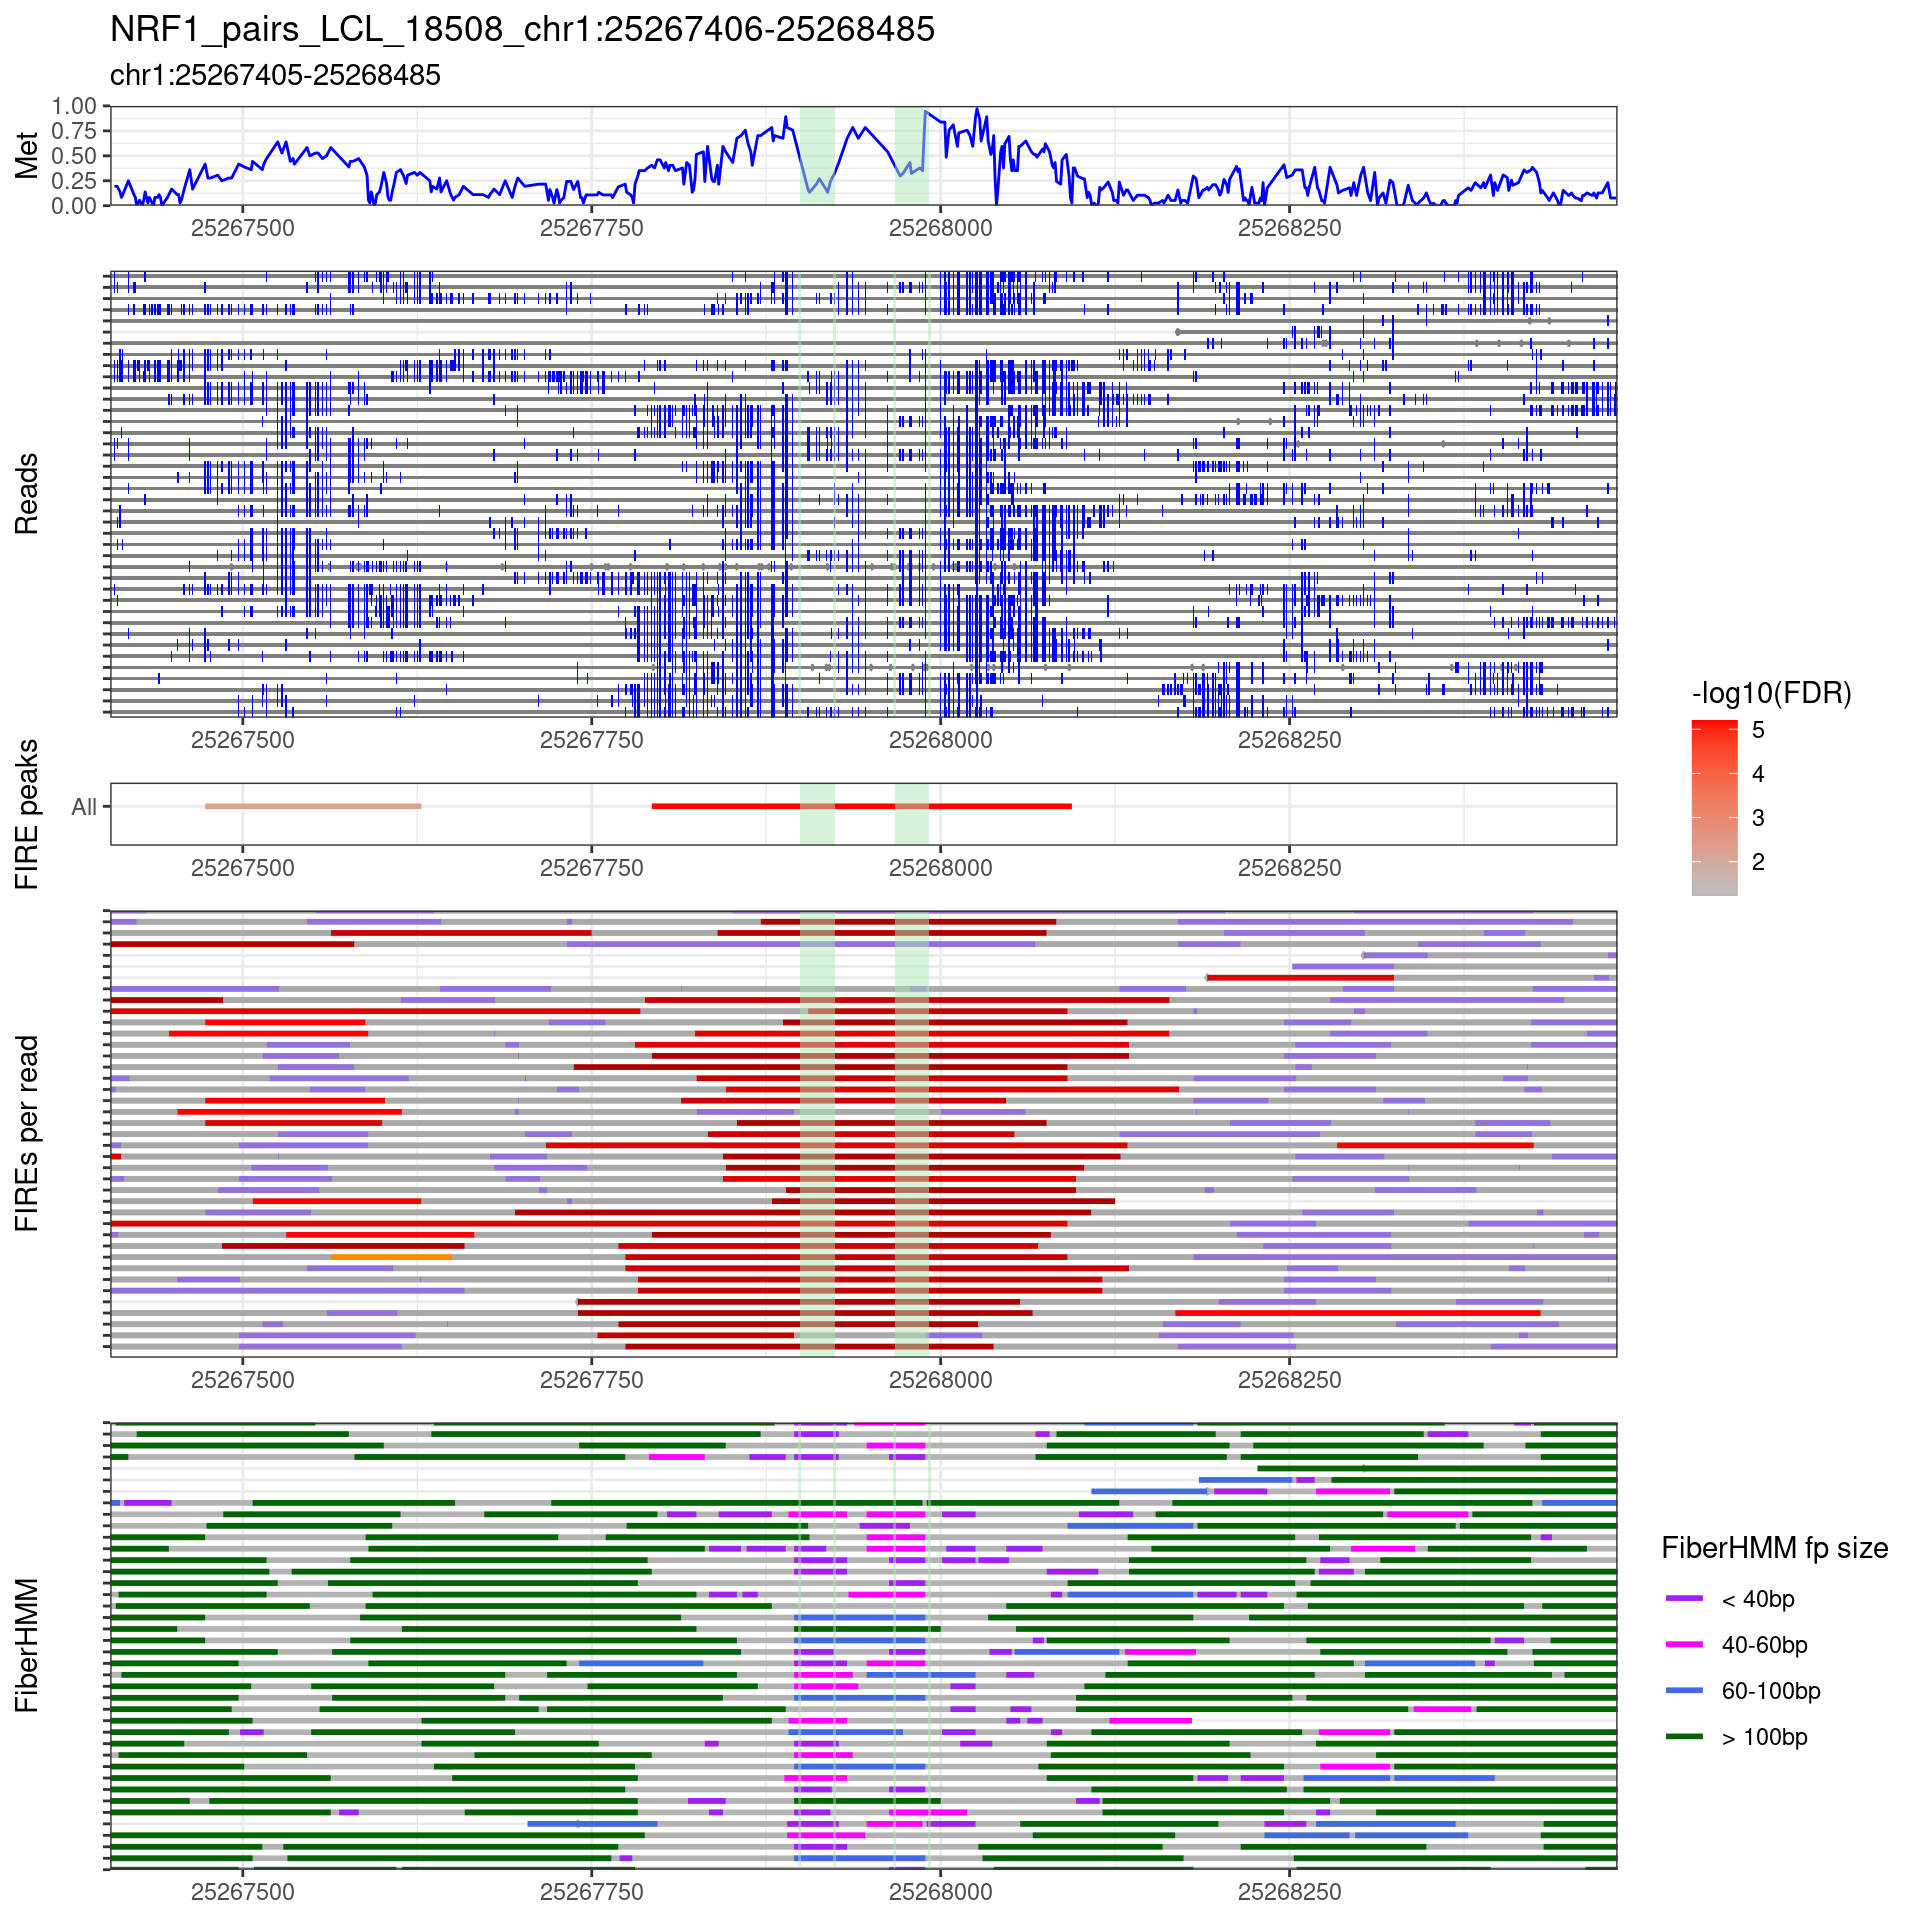 NRF1_pairs_LCL_18508_chr1:25267406-25268485
chr1:25267405-25268485
Met
1.00
0.75
0.50
0.25
0.00
25267500 25267750 25268000 25268250
Reads
25267500 25267750 25268000 25268250
-log10(FDR)
5
4
3
2
FIRE peaks
All
25267500 25267750 25268000 25268250
FIREs per read
25267500 25267750 25268000 25268250
FiberHMM
FiberHMM fp size
< 40bp
40-60bp
60-100bp
> 100bp
25267500 25267750 25268000 25268250